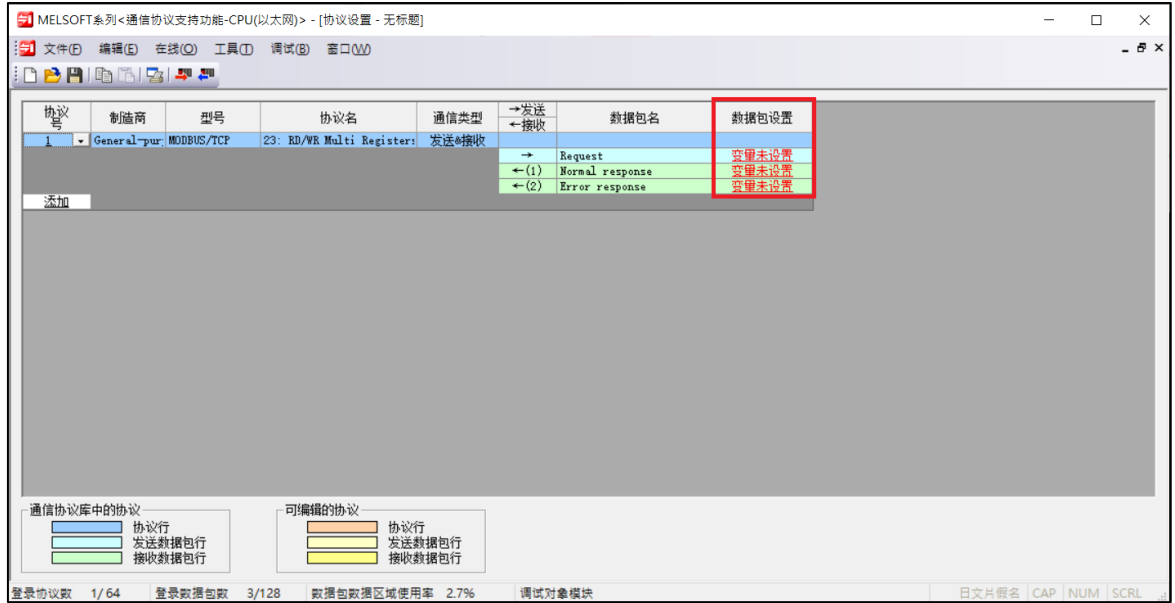 MELSOFT系列<通信协议支持功能-CPU(以太网)> - [协议设置 - 无标题]
文件(F) 编辑(E) 在线(O) 工具(T) 调试(B) 窗口(W)
协议号 制造商 型号 协议名 通信类型 →发送 ←接收 数据包名 数据包设置
1 General-pur: MODBUS/TCP 23: RD/WR Multi Registers 发送&接收
→ Request 变量未设置
←(1) Normal response 变量未设置
←(2) Error response 变量未设置
添加
通信协议库中的协议 可编辑的协议
协议行 协议行
发送数据包行 发送数据包行
接收数据包行 接收数据包行
登录协议数 1/ 64 登录数据包数 3/128 数据包数据区域使用率 2.7% 调试对象模块 日文片假名 CAP NUM SCRL